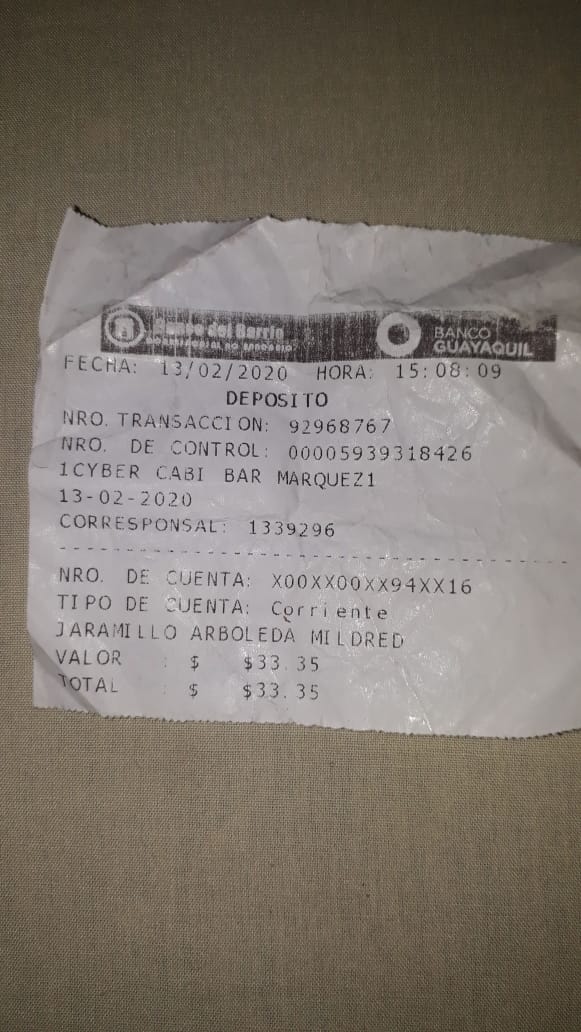 Banco del Barrio
BANCO
GUAYAQUIL
FECHA: 13/02/2020 HORA: 15:08:09
DEPOSITO
NRO. TRANSACCION: 92968767
NRO. DE CONTROL: 00005939318426
1CYBER CABI BAR MARQUEZ1
13-02-2020
CORRESPONSAL: 1339296
NRO. DE CUENTA: X00XX00XX94XX16
TIPO DE CUENTA: Corriente
JARAMILLO ARBOLEDA MILDRED
VALOR : $ $33.35
TOTAL : $ $33.35